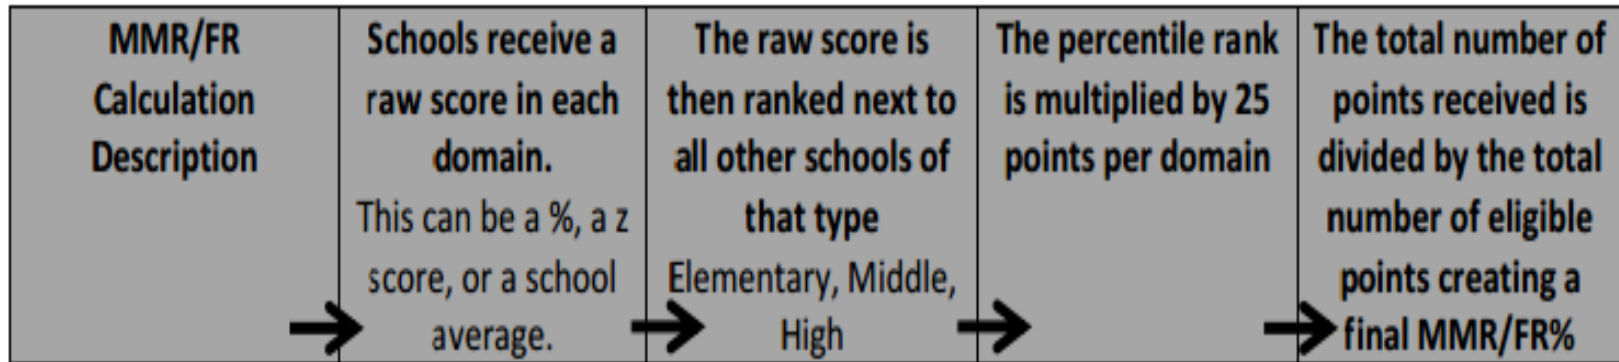 MMR/FR
Calculation
Description
Schools receive a
raw score in each
domain.
This can be a %, a z
score, or a school
average.
The raw score is
then ranked next to
all other schools of
that type
Elementary, Middle,
High
The percentile rank
is multiplied by 25
points per domain
The total number of
points received is
divided by the total
number of eligible
points creating a
final MMR/FR%